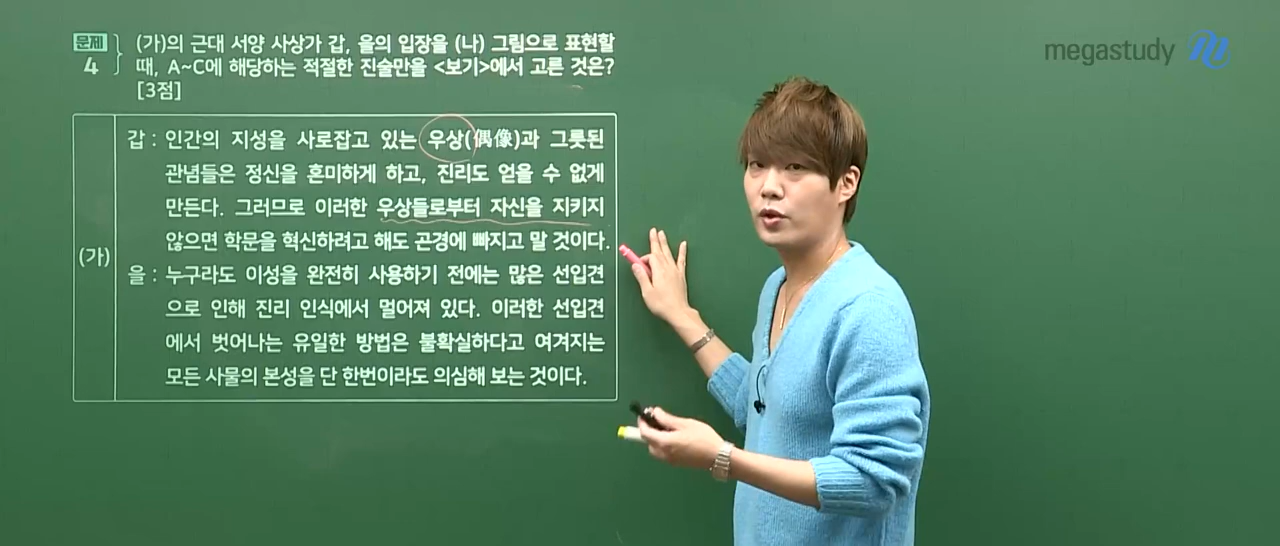 문제 4
(가)의 근대 서양 사상가 갑, 을의 입장을 (나) 그림으로 표현할
때, A~C에 해당하는 적절한 진술만을 <보기>에서 고른 것은?
[3점]
megastudy
(가)
갑 : 인간의 지성을 사로잡고 있는 우상(偶像)과 그릇된
관념들은 정신을 혼미하게 하고, 진리도 얻을 수 없게
만든다. 그러므로 이러한 우상들로부터 자신을 지키지
않으면 학문을 혁신하려고 해도 곤경에 빠지고 말 것이다.
을 : 누구라도 이성을 완전히 사용하기 전에는 많은 선입견
으로 인해 진리 인식에서 멀어져 있다. 이러한 선입견
에서 벗어나는 유일한 방법은 불확실하다고 여겨지는
모든 사물의 본성을 단 한번이라도 의심해 보는 것이다.